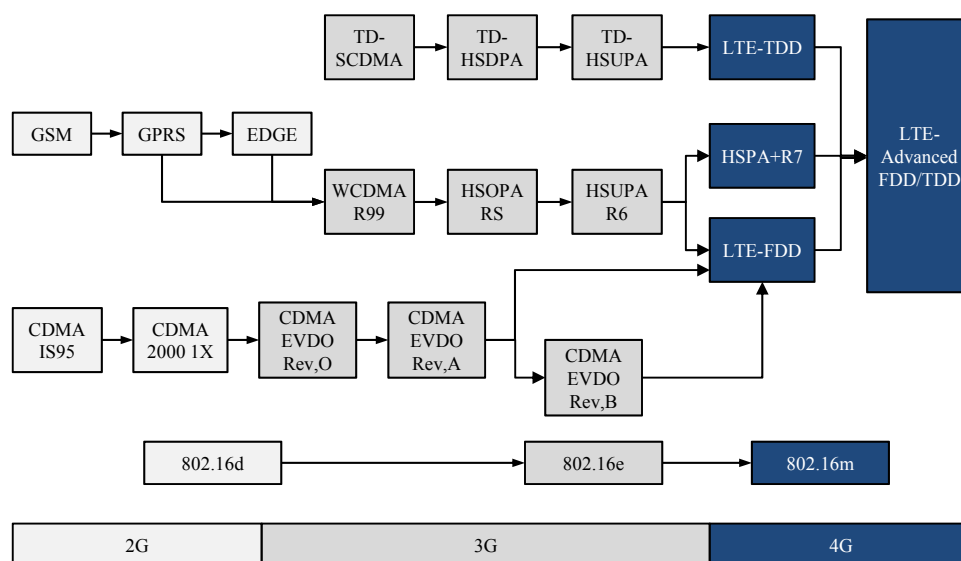 TD-
SCDMA
TD-
HSDPA
TD-
HSUPA
LTE-TDD
LTE-
Advanced
FDD/TDD
GSM
GPRS
EDGE
HSPA+R7
WCDMA
R99
HSOPA
RS
HSUPA
R6
LTE-FDD
CDMA
IS95
CDMA
2000 1X
CDMA
EVDO
Rev,O
CDMA
EVDO
Rev,A
CDMA
EVDO
Rev,B
802.16d
802.16e
802.16m
2G
3G
4G